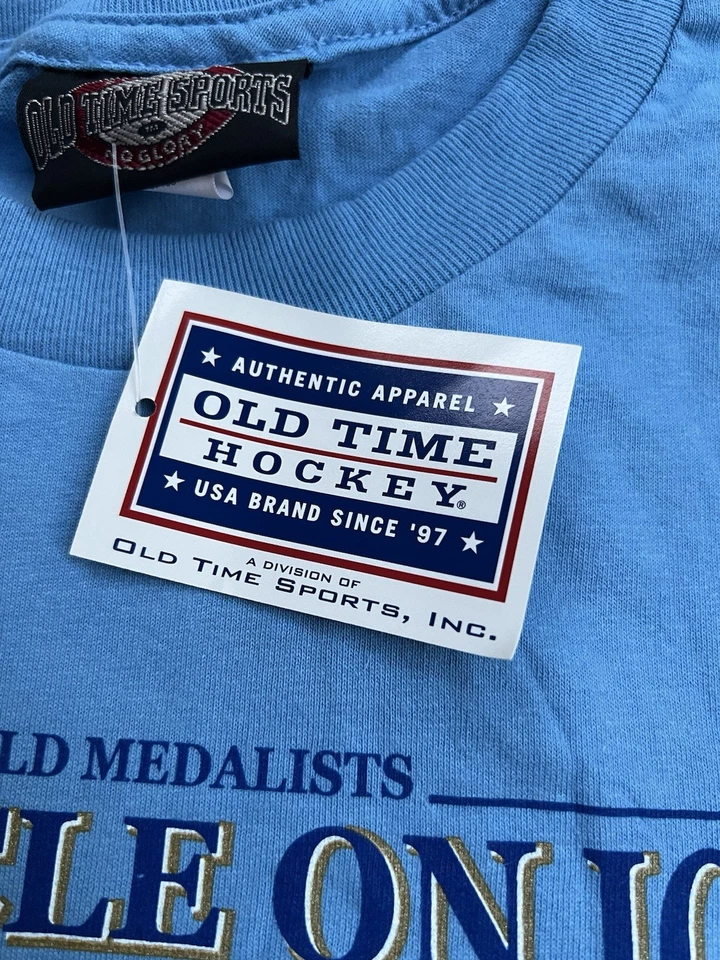 OLD TIME SPORTS
GLORY
★ AUTHENTIC APPAREL ★
OLD TIME
HOCKEY®
★ USA BRAND SINCE '97 ★
A DIVISION OF
OLD TIME SPORTS, INC.
LD MEDALISTS
LE ON IC